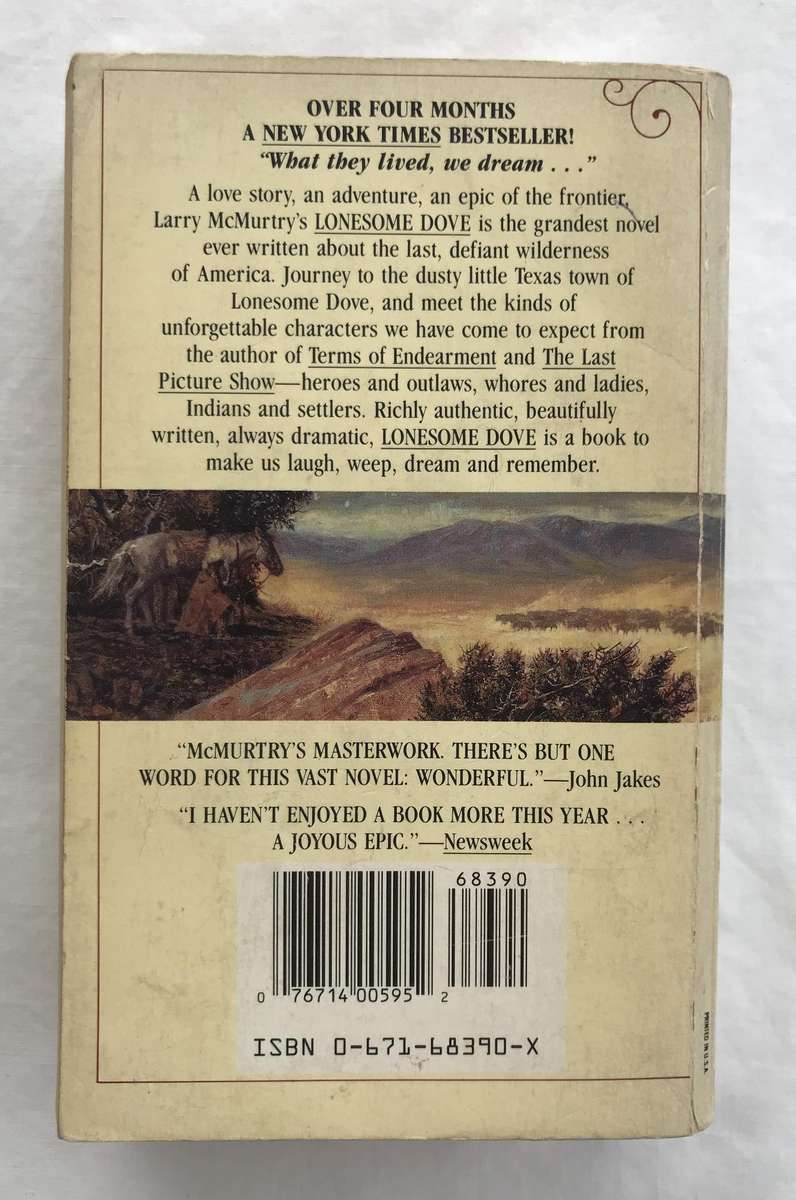 OVER FOUR MONTHS
A NEW YORK TIMES BESTSELLER!
"What they lived, we dream . . ."
A love story, an adventure, an epic of the frontier,
Larry McMurtry's LONESOME DOVE is the grandest novel
ever written about the last, defiant wilderness
of America. Journey to the dusty little Texas town of
Lonesome Dove, and meet the kinds of
unforgettable characters we have come to expect from
the author of Terms of Endearment and The Last
Picture Show—heroes and outlaws, whores and ladies,
Indians and settlers. Richly authentic, beautifully
written, always dramatic, LONESOME DOVE is a book to
make us laugh, weep, dream and remember.
"McMURTRY'S MASTERWORK. THERE'S BUT ONE
WORD FOR THIS VAST NOVEL: WONDERFUL."—John Jakes
"I HAVEN'T ENJOYED A BOOK MORE THIS YEAR . . .
A JOYOUS EPIC."—Newsweek
68390
0 76714 00595 2
ISBN 0-671-68390-X
PRINTED IN U.S.A.